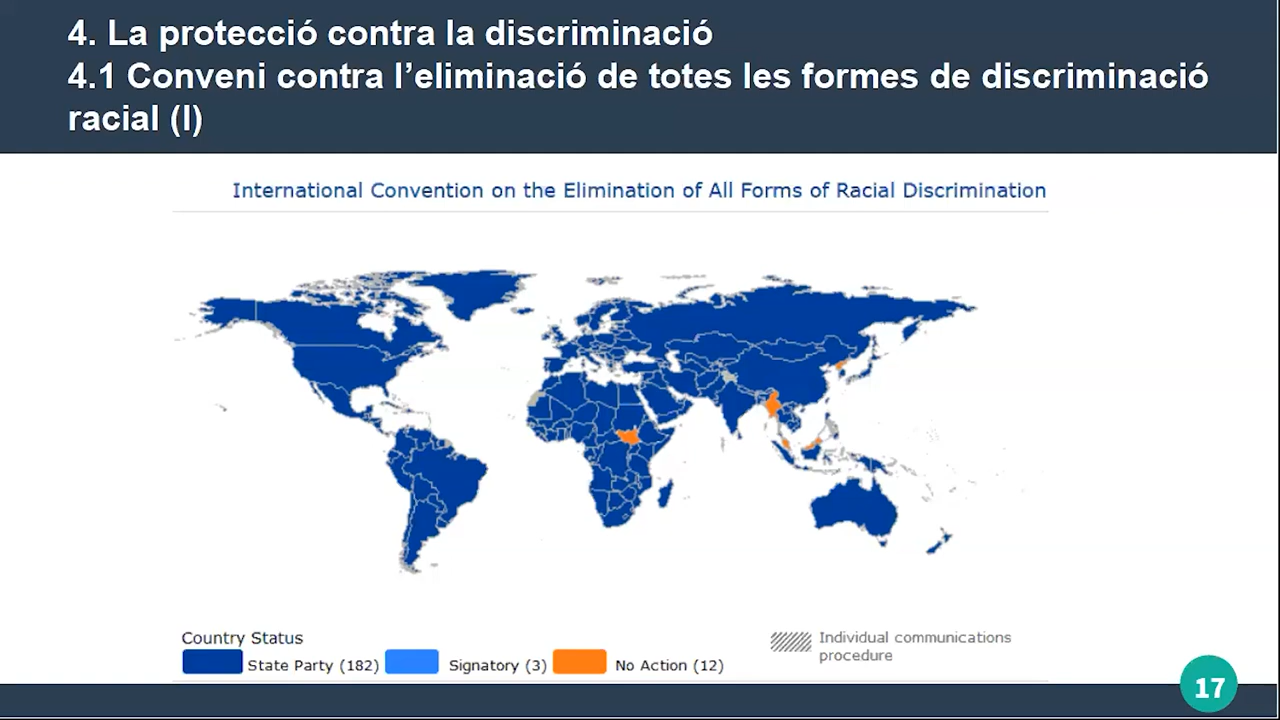 4. La protecció contra la discriminació
4.1 Conveni contra l’eliminació de totes les formes de discriminació
racial (I)
International Convention on the Elimination of All Forms of Racial Discrimination
Country Status
State Party (182)
Signatory (3)
No Action (12)
Individual communications
procedure
17